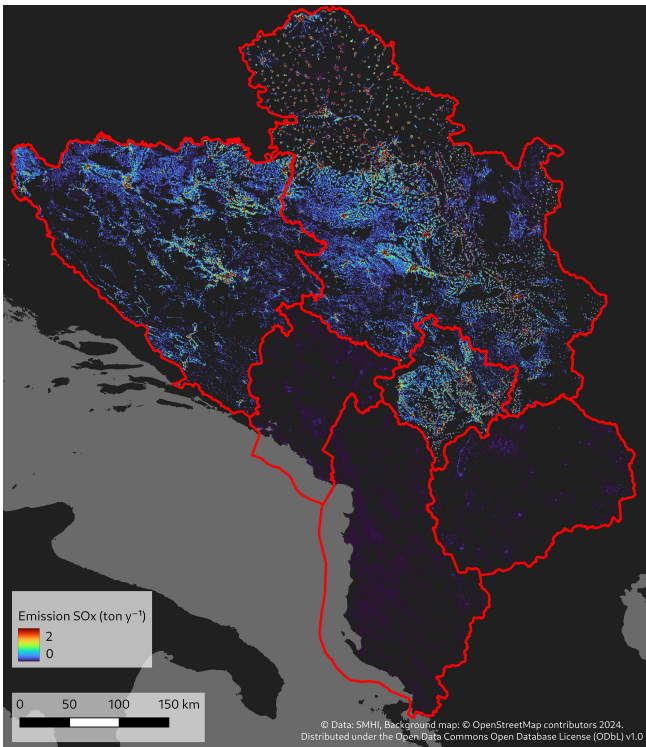 Emission SOx (ton y⁻¹)
2
0
0 50 100 150 km
© Data: SMHI, Background map: © OpenStreetMap contributors 2024.
Distributed under the Open Data Commons Open Database License (ODbL) v1.0